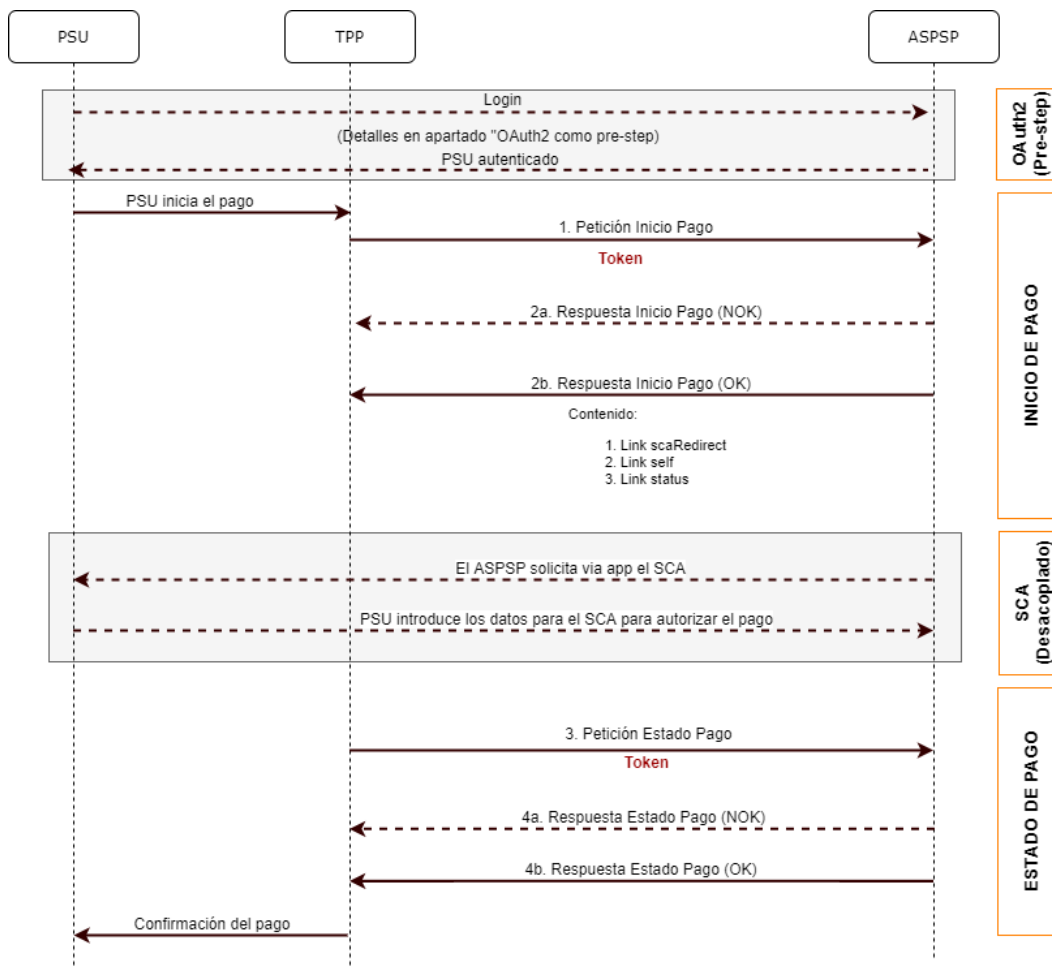 PSU
TPP
ASPSP
Login
(Detalles en apartado "OAuth2 como pre-step)
PSU autenticado
OAuth2
(Pre-step)
PSU inicia el pago
1. Petición Inicio Pago
Token
2a. Respuesta Inicio Pago (NOK)
2b. Respuesta Inicio Pago (OK)
Contenido:
1. Link scaRedirect
2. Link self
3. Link status
INICIO DE PAGO
El ASPSP solicita via app el SCA
PSU introduce los datos para el SCA para autorizar el pago
SCA
(Desacoplado)
3. Petición Estado Pago
Token
4a. Respuesta Estado Pago (NOK)
4b. Respuesta Estado Pago (OK)
Confirmación del pago
ESTADO DE PAGO